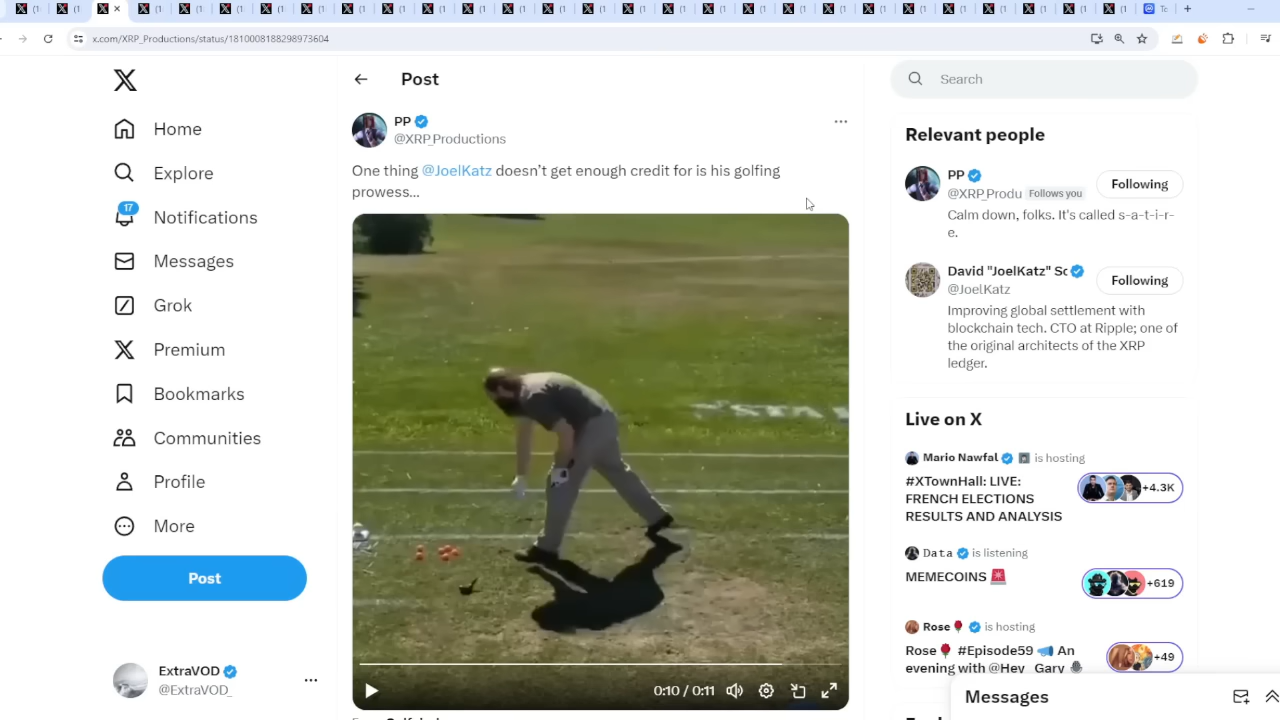 x.com/XRP_Productions/status/1810008188298973604
Post
Search
PP
@XRP_Productions
One thing @JoelKatz doesn’t get enough credit for is his golfing
prowess...
0:10 / 0:11
Home
Explore
17
Notifications
Messages
Grok
Premium
Bookmarks
Communities
Profile
More
Post
ExtraVOD
@ExtraVOD_
Relevant people
PP
@XRP_Produ Follows you
Following
Calm down, folks. It's called s-a-t-i-r-
e.
David "JoelKatz" Sc
@JoelKatz
Following
Improving global settlement with
blockchain tech. CTO at Ripple; one of
the original architects of the XRP
ledger.
Live on X
Mario Nawfal is hosting
#XTownHall: LIVE:
FRENCH ELECTIONS
RESULTS AND ANALYSIS
+4.3K
Data is listening
MEMECOINS
+619
Rose is hosting
Rose #Episode59 An
evening with @Hey_Gary
+49
Messages